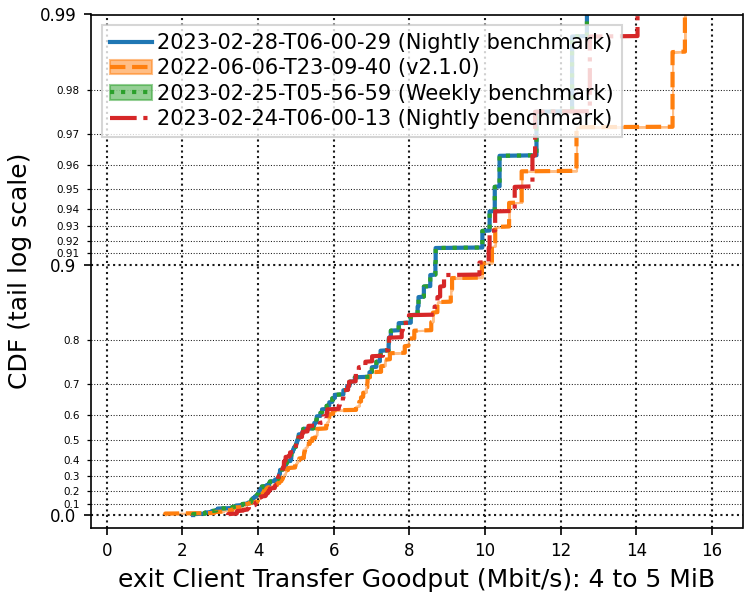 0.99
2023-02-28-T06-00-29 (Nightly benchmark)
2022-06-06-T23-09-40 (v2.1.0)
2023-02-25-T05-56-59 (Weekly benchmark)
2023-02-24-T06-00-13 (Nightly benchmark)
0.98
0.97
0.96
0.95
0.94
0.93
0.92
0.91
0.9
0.8
0.7
0.6
0.5
0.4
0.3
0.2
0.1
0.0
CDF (tail log scale)
0 2 4 6 8 10 12 14 16
exit Client Transfer Goodput (Mbit/s): 4 to 5 MiB